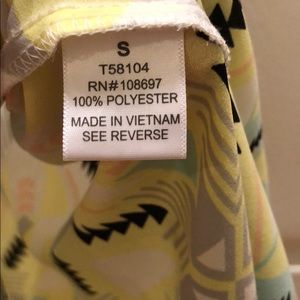 S
T58104
RN#108697
100% POLYESTER
MADE IN VIETNAM
SEE REVERSE